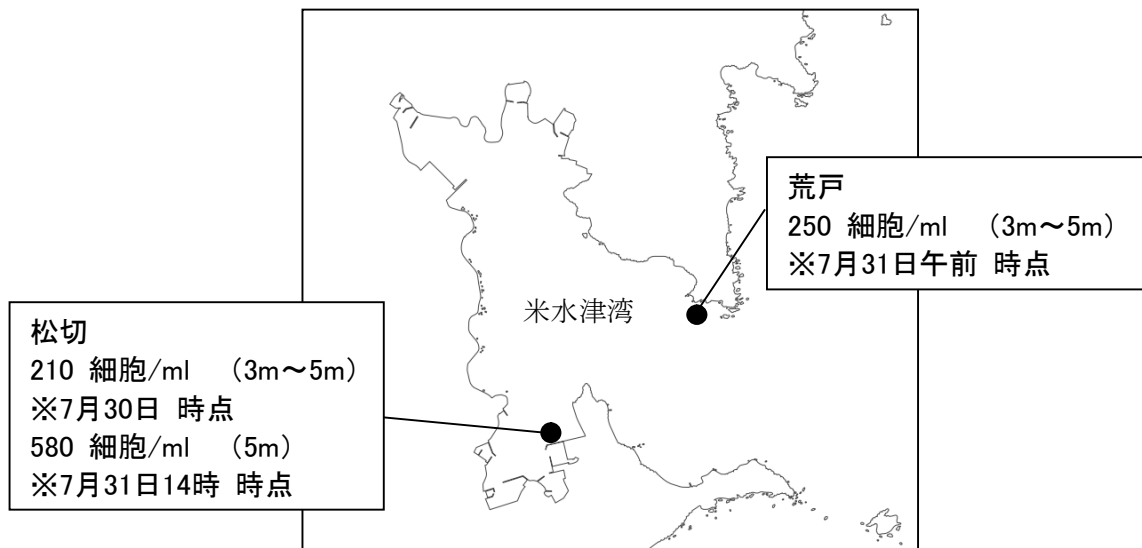 荒戸
250 細胞/ml （3m～5m）
※7月31日午前 時点
米水津湾
松切
210 細胞/ml （3m～5m）
※7月30日 時点
580 細胞/ml （5m）
※7月31日14時 時点